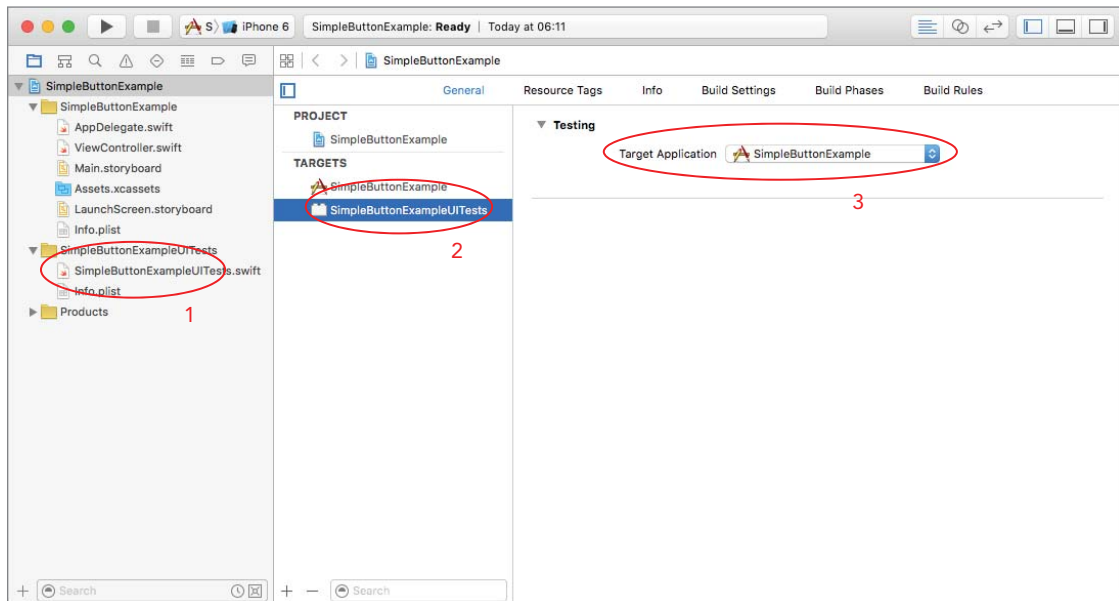 S
iPhone 6
SimpleButtonExample: Ready | Today at 06:11
SimpleButtonExample
SimpleButtonExample
AppDelegate.swift
ViewController.swift
Main.storyboard
Assets.xcassets
LaunchScreen.storyboard
Info.plist
SimpleButtonExampleUITests
SimpleButtonExampleUITests.swift
Info.plist
Products
1
Search
SimpleButtonExample
General
Resource Tags
Info
Build Settings
Build Phases
Build Rules
PROJECT
SimpleButtonExample
TARGETS
SimpleButtonExample
SimpleButtonExampleUITests
2
Search
Testing
Target Application
SimpleButtonExample
3